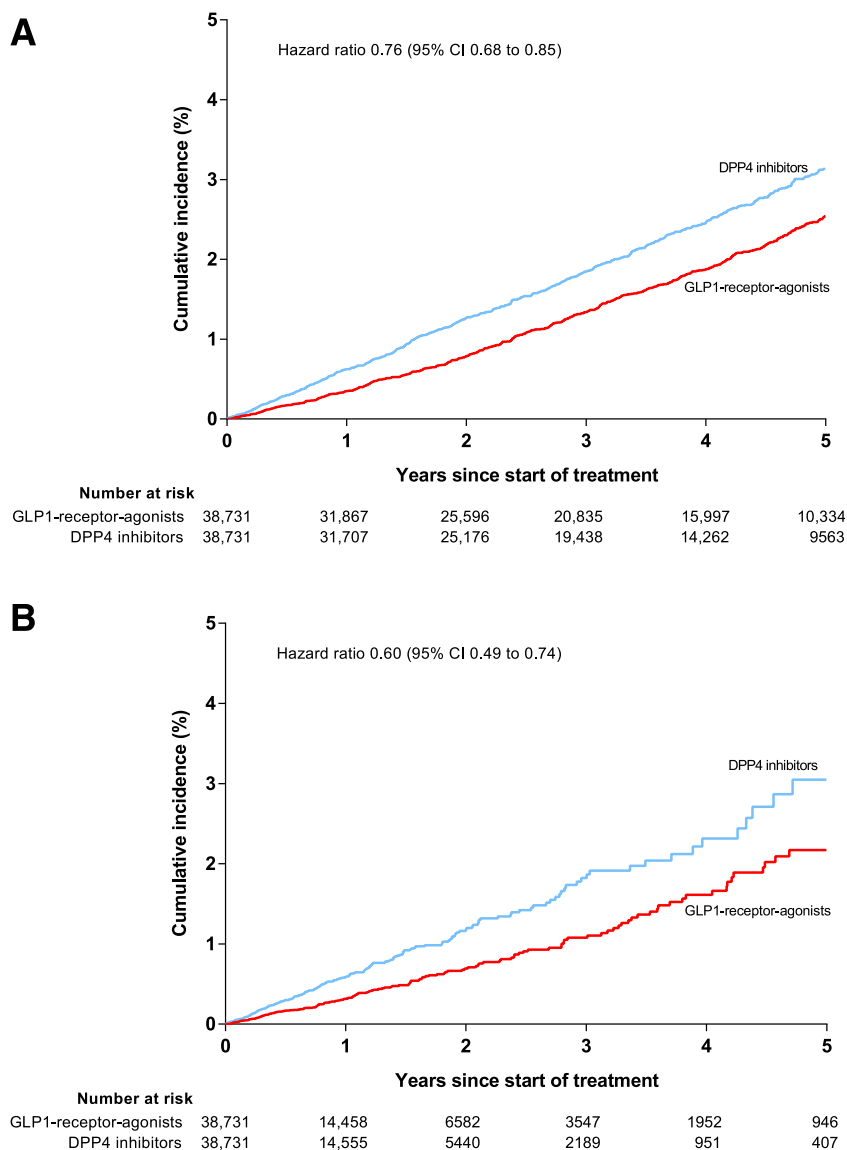 A
Hazard ratio 0.76 (95% CI 0.68 to 0.85)
Cumulative incidence (%)
5
4
3
2
1
0
DPP4 inhibitors
GLP1-receptor-agonists
0 1 2 3 4 5
Years since start of treatment
Number at risk
GLP1-receptor-agonists 38,731 31,867 25,596 20,835 15,997 10,334
DPP4 inhibitors 38,731 31,707 25,176 19,438 14,262 9563
B
Hazard ratio 0.60 (95% CI 0.49 to 0.74)
Cumulative incidence (%)
5
4
3
2
1
0
DPP4 inhibitors
GLP1-receptor-agonists
0 1 2 3 4 5
Years since start of treatment
Number at risk
GLP1-receptor-agonists 38,731 14,458 6582 3547 1952 946
DPP4 inhibitors 38,731 14,555 5440 2189 951 407